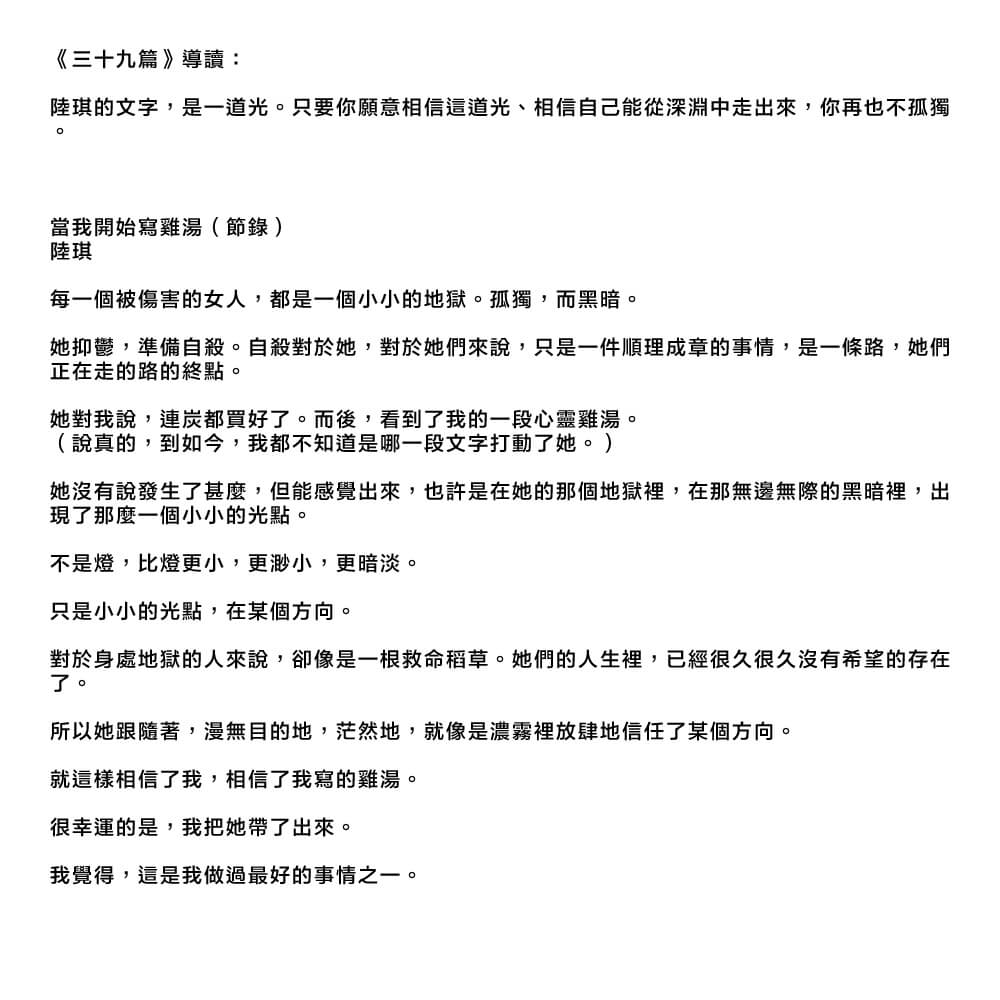 《三十九篇》導讀：
陸琪的文字，是一道光。只要你願意相信這道光、相信自己能從深淵中走出來，你再也不孤獨
。
當我開始寫雞湯（節錄）
陸琪
每一個被傷害的女人，都是一個小小的地獄。孤獨，而黑暗。
她抑鬱，準備自殺。自殺對於她，對於她們來說，只是一件順理成章的事情，是一條路，她們
正在走的路的終點。
她對我說，連炭都買好了。而後，看到了我的一段心靈雞湯。
（說真的，到如今，我都不知道是哪一段文字打動了她。）
她沒有說發生了甚麼，但能感覺出來，也許是在她的那個地獄裡，在那無邊無際的黑暗裡，出
現了那麼一個小小的光點。
不是燈，比燈更小，更渺小，更暗淡。
只是小小的光點，在某個方向。
對於身處地獄的人來說，卻像是一根救命稻草。她們的人生裡，已經很久很久沒有希望的存在
了。
所以她跟隨著，漫無目的地，茫然地，就像是濃霧裡放肆地信任了某個方向。
就這樣相信了我，相信了我寫的雞湯。
很幸運的是，我把她帶了出來。
我覺得，這是我做過最好的事情之一。